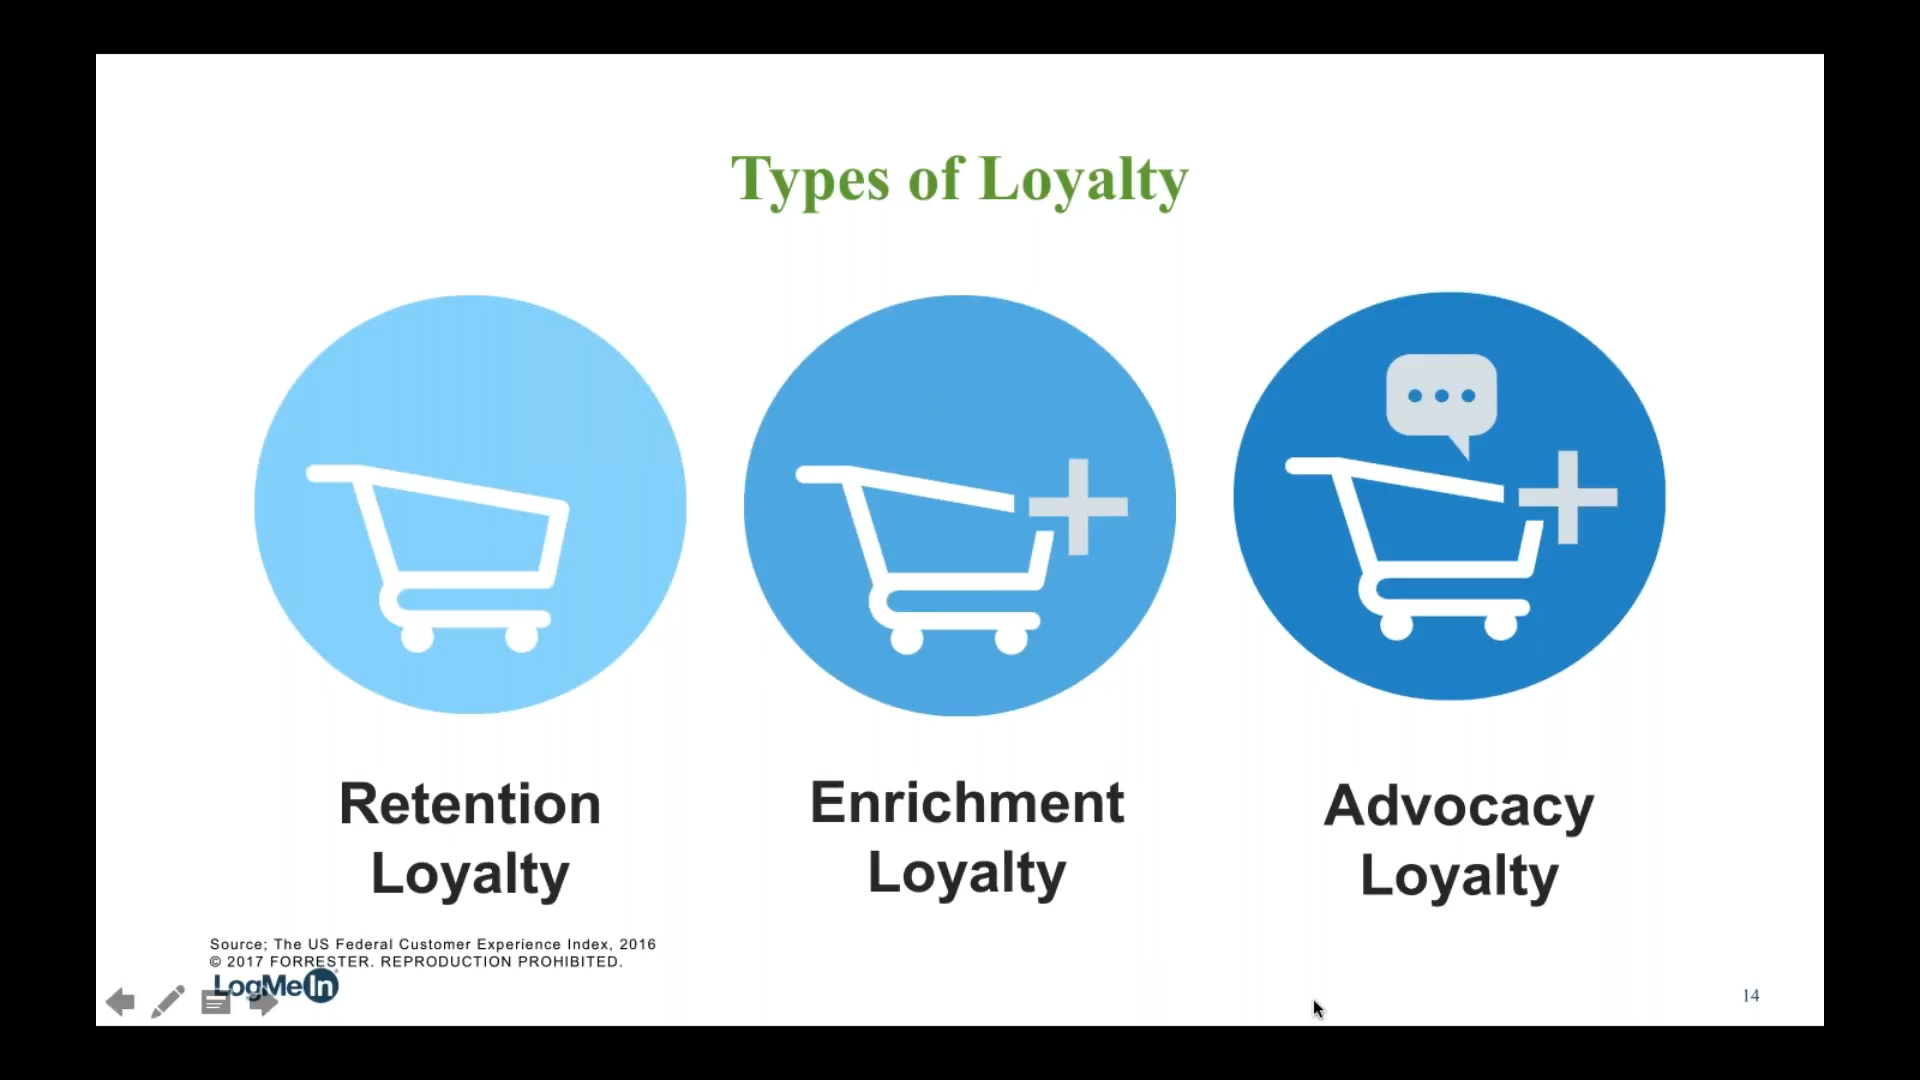 Types of Loyalty
Retention
Loyalty
Enrichment
Loyalty
Advocacy
Loyalty
Source; The US Federal Customer Experience Index, 2016
© 2017 FORRESTER. REPRODUCTION PROHIBITED.
LogMeIn
14